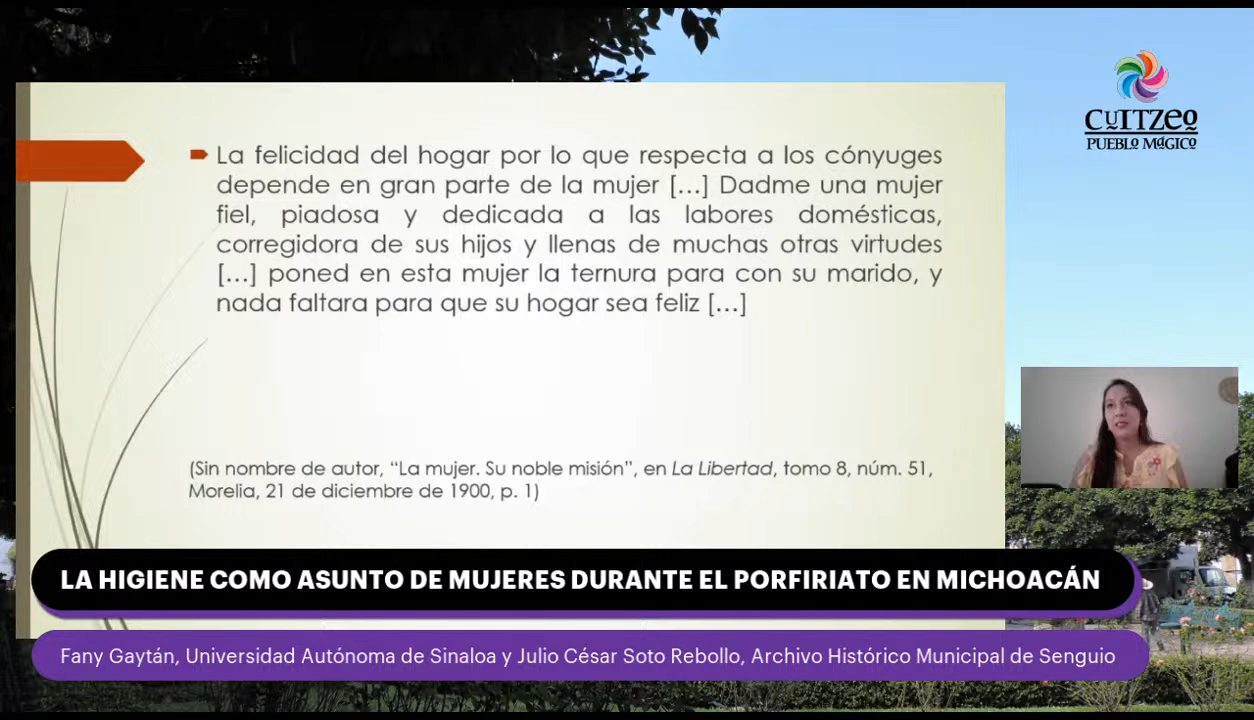 CUITZEO
PUEBLO MÁGICO
La felicidad del hogar por lo que respecta a los cónyuges
depende en gran parte de la mujer […] Dadme una mujer
fiel, piadosa y dedicada a las labores domésticas,
corregidora de sus hijos y llenas de muchas otras virtudes
[…] poned en esta mujer la ternura para con su marido, y
nada faltara para que su hogar sea feliz […]
(Sin nombre de autor, “La mujer. Su noble misión”, en La Libertad, tomo 8, núm. 51,
Morelia, 21 de diciembre de 1900, p. 1)
LA HIGIENE COMO ASUNTO DE MUJERES DURANTE EL PORFIRIATO EN MICHOACÁN
Fany Gaytán, Universidad Autónoma de Sinaloa y Julio César Soto Rebollo, Archivo Histórico Municipal de Senguio